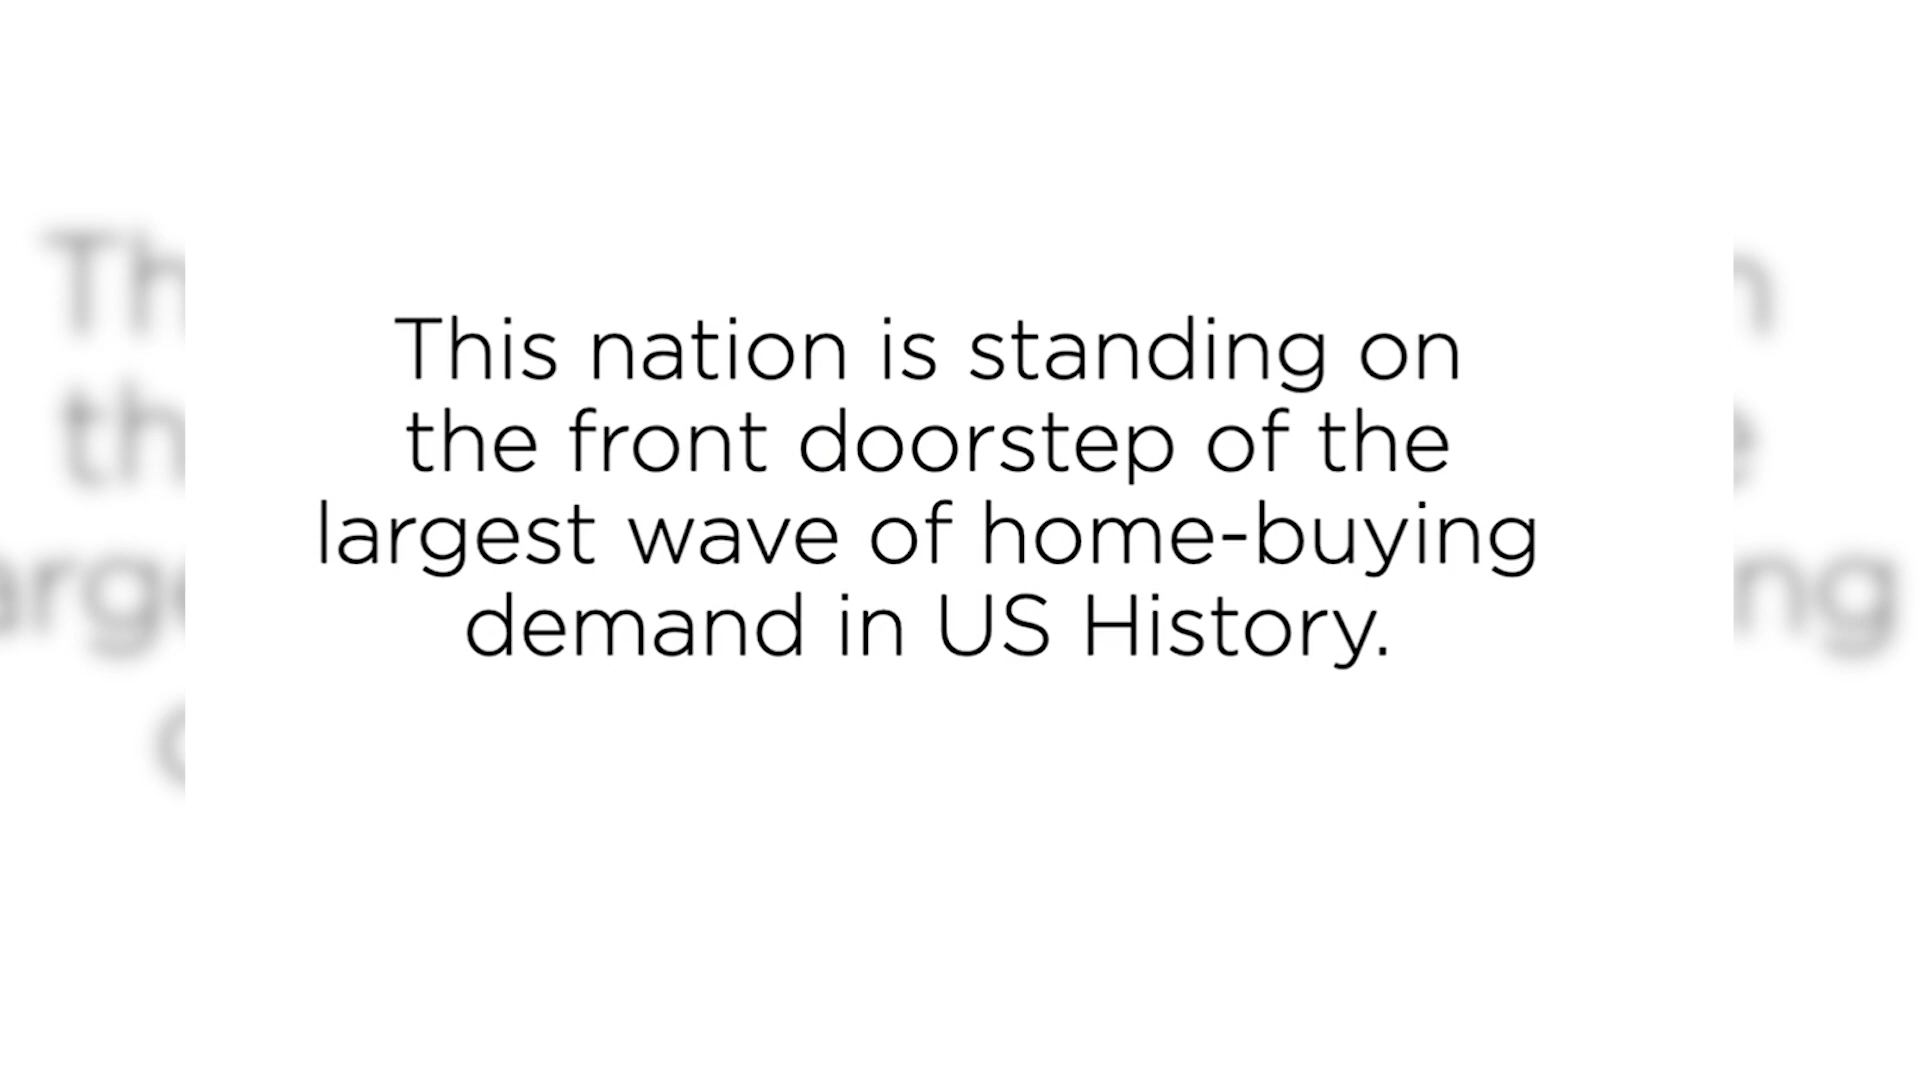 This nation is standing on
the front doorstep of the
largest wave of home-buying
demand in US History.